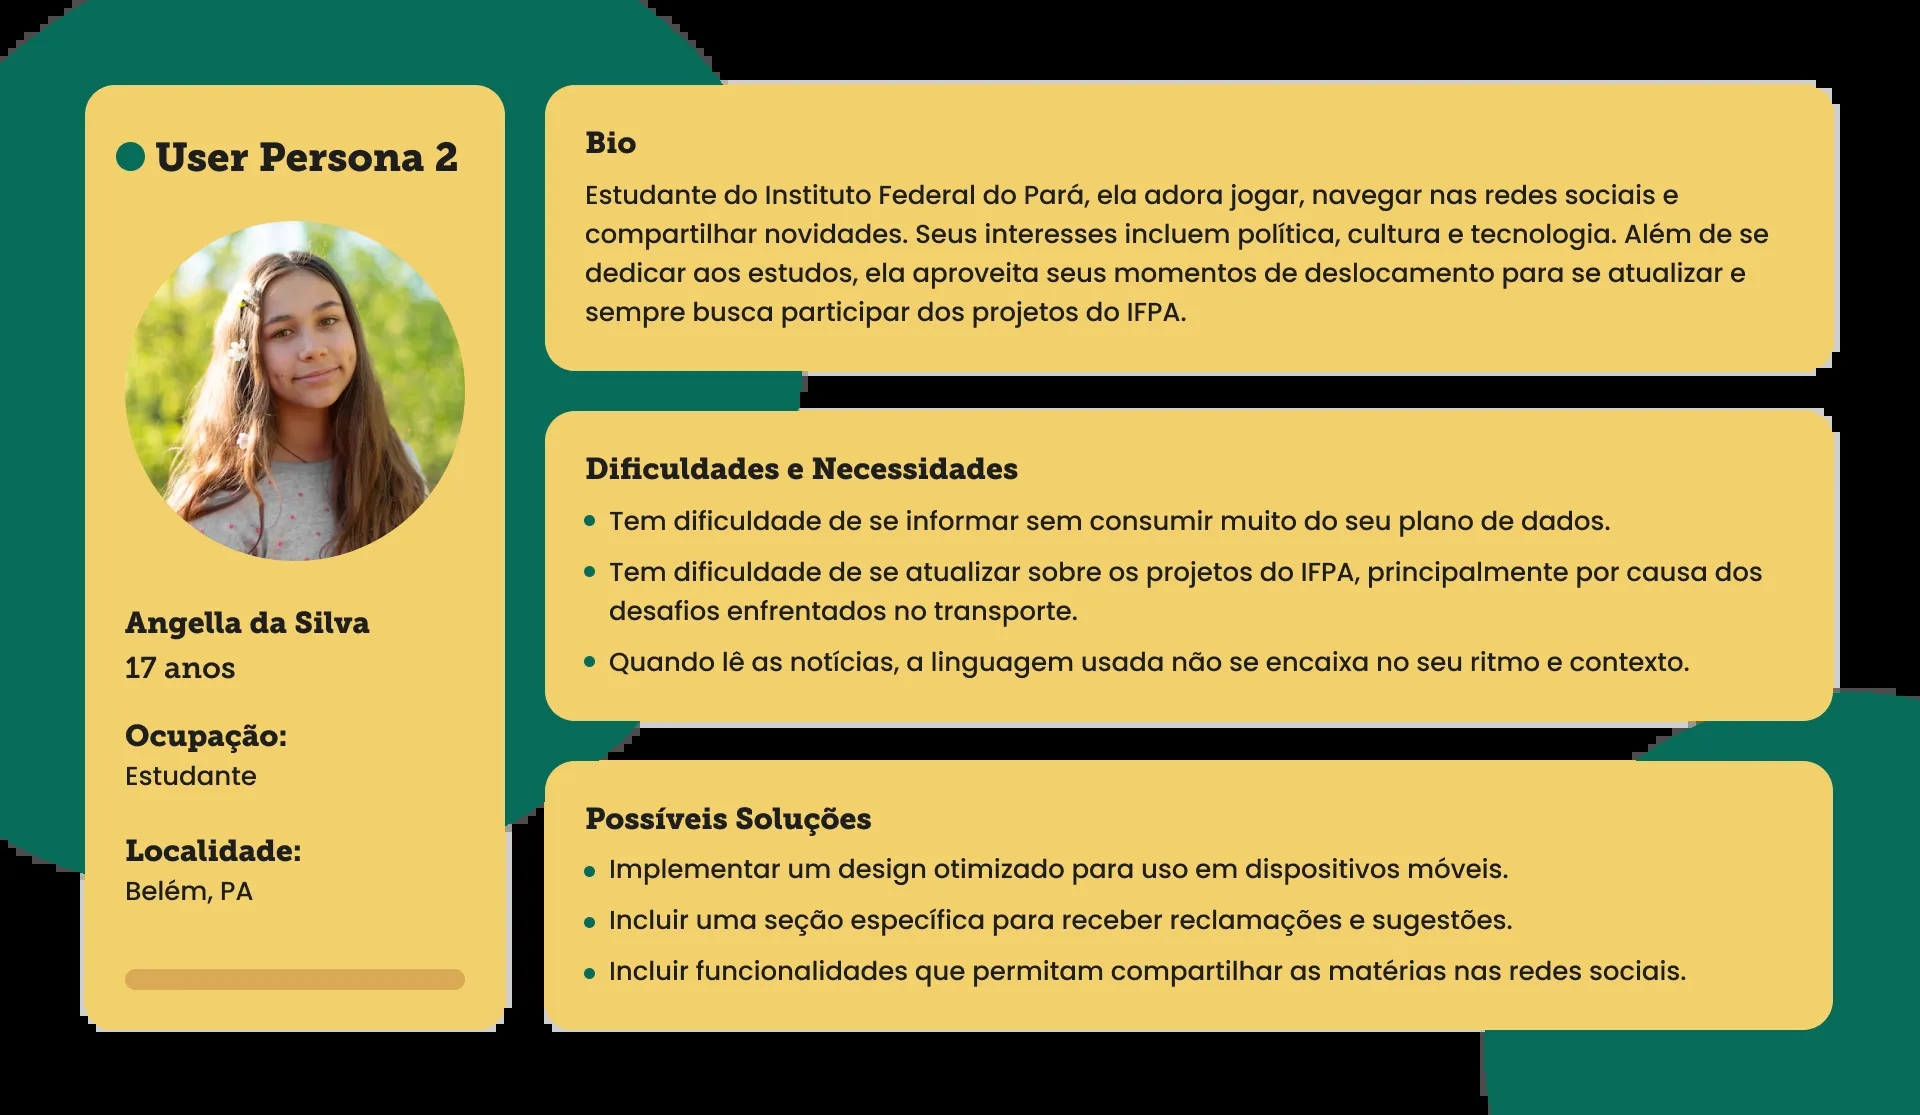 User Persona 2
Angella da Silva
17 anos
Ocupação:
Estudante
Localidade:
Belém, PA
Bio
Estudante do Instituto Federal do Pará, ela adora jogar, navegar nas redes sociais e
compartilhar novidades. Seus interesses incluem política, cultura e tecnologia. Além de se
dedicar aos estudos, ela aproveita seus momentos de deslocamento para se atualizar e
sempre busca participar dos projetos do IFPA.
Dificuldades e Necessidades
Tem dificuldade de se informar sem consumir muito do seu plano de dados.
Tem dificuldade de se atualizar sobre os projetos do IFPA, principalmente por causa dos
desafios enfrentados no transporte.
Quando lê as notícias, a linguagem usada não se encaixa no seu ritmo e contexto.
Possíveis Soluções
Implementar um design otimizado para uso em dispositivos móveis.
Incluir uma seção específica para receber reclamações e sugestões.
Incluir funcionalidades que permitam compartilhar as matérias nas redes sociais.